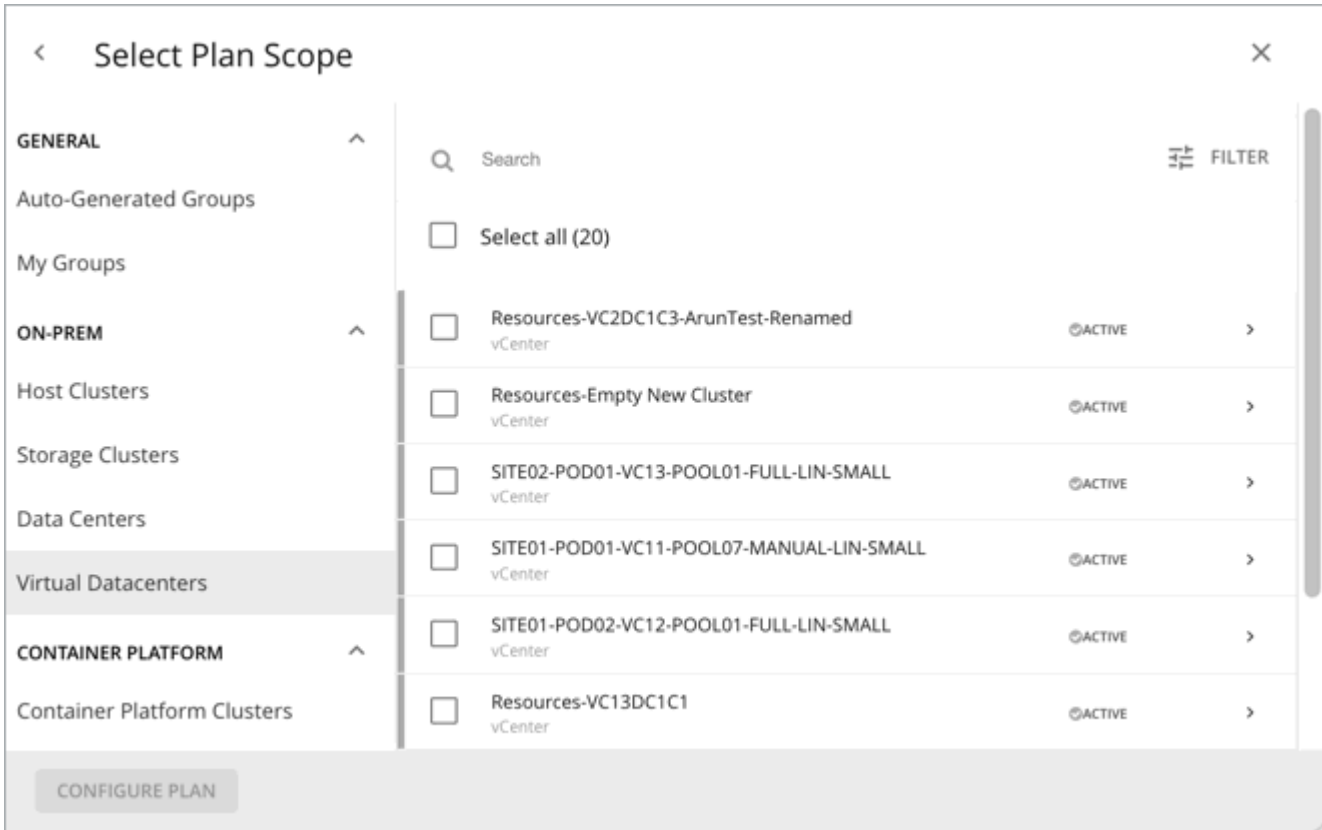 Select Plan Scope
GENERAL
Auto-Generated Groups
My Groups
ON-PREM
Host Clusters
Storage Clusters
Data Centers
Virtual Datacenters
CONTAINER PLATFORM
Container Platform Clusters
Search
FILTER
Select all (20)
Resources-VC2DC1C3-ArunTest-Renamed
vCenter
ACTIVE
Resources-Empty New Cluster
vCenter
ACTIVE
SITE02-POD01-VC13-POOL01-FULL-LIN-SMALL
vCenter
ACTIVE
SITE01-POD01-VC11-POOL07-MANUAL-LIN-SMALL
vCenter
ACTIVE
SITE01-POD02-VC12-POOL01-FULL-LIN-SMALL
vCenter
ACTIVE
Resources-VC13DC1C1
vCenter
ACTIVE
CONFIGURE PLAN